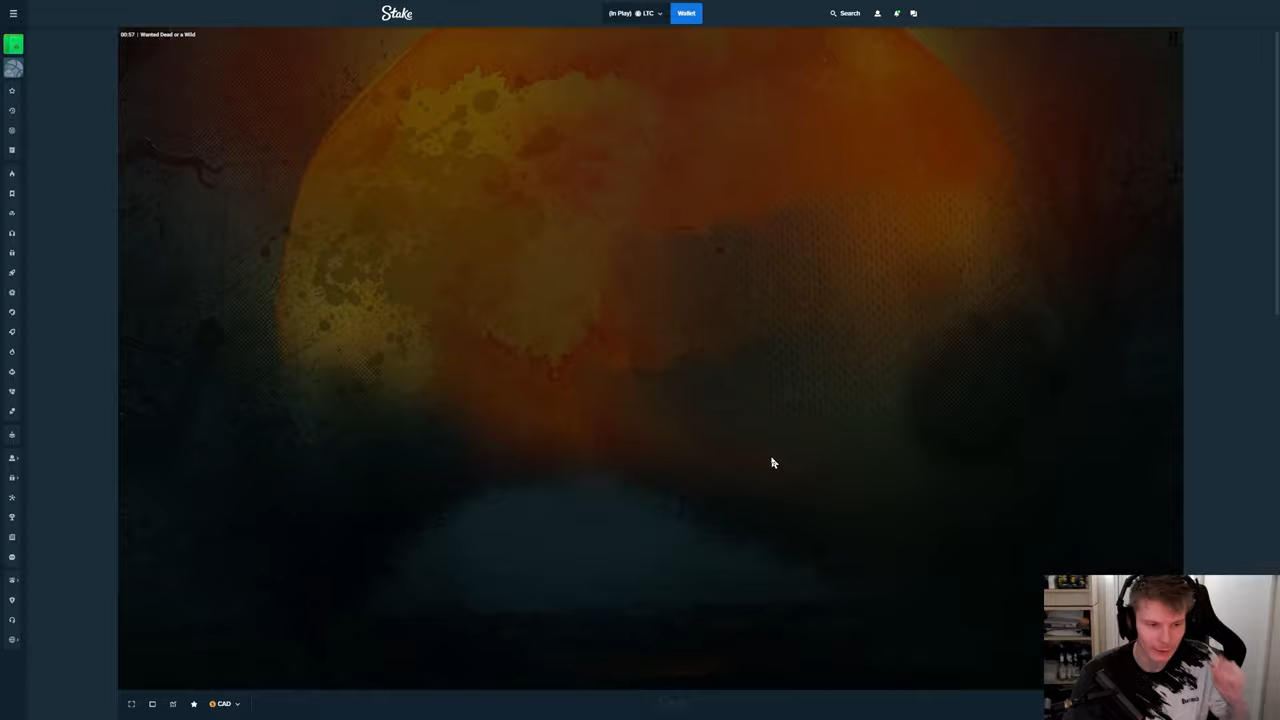 Stake
(In Play) LTC
Wallet
Search
00:57 | Wanted Dead or a Wild
CAD